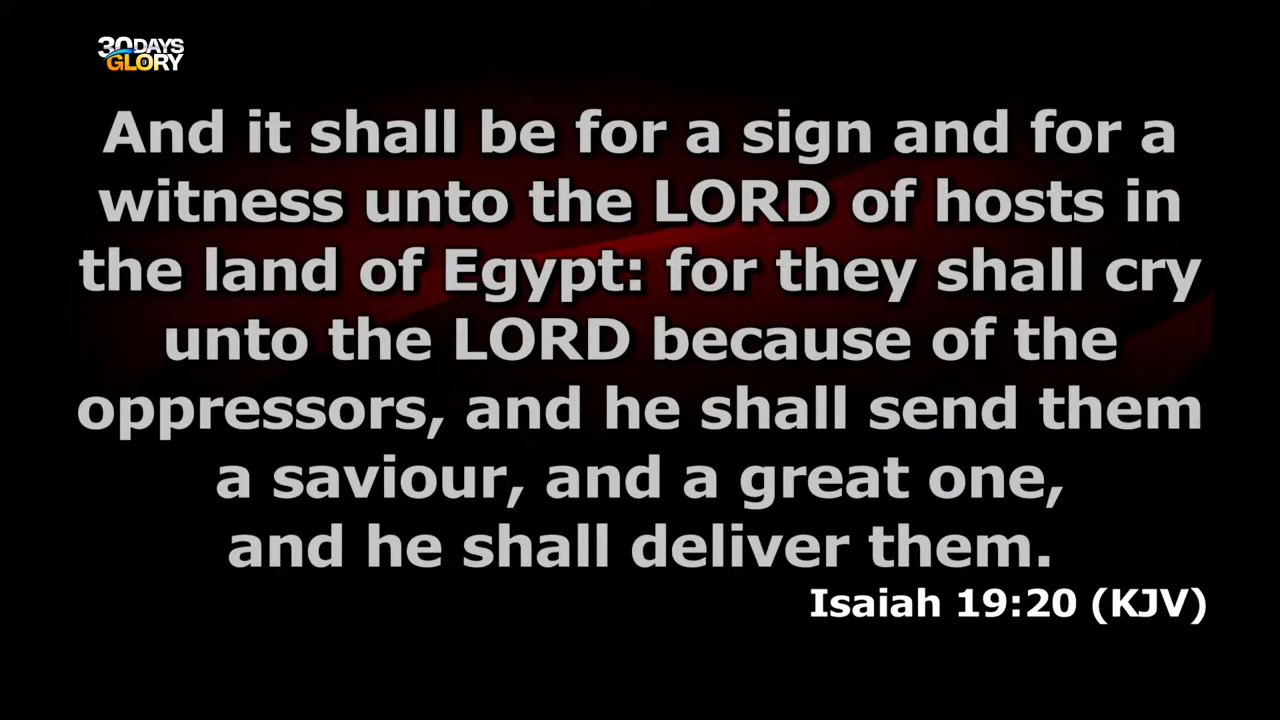 30DAYS
OF
GLORY
And it shall be for a sign and for a
witness unto the LORD of hosts in
the land of Egypt: for they shall cry
unto the LORD because of the
oppressors, and he shall send them
a saviour, and a great one,
and he shall deliver them.
Isaiah 19:20 (KJV)